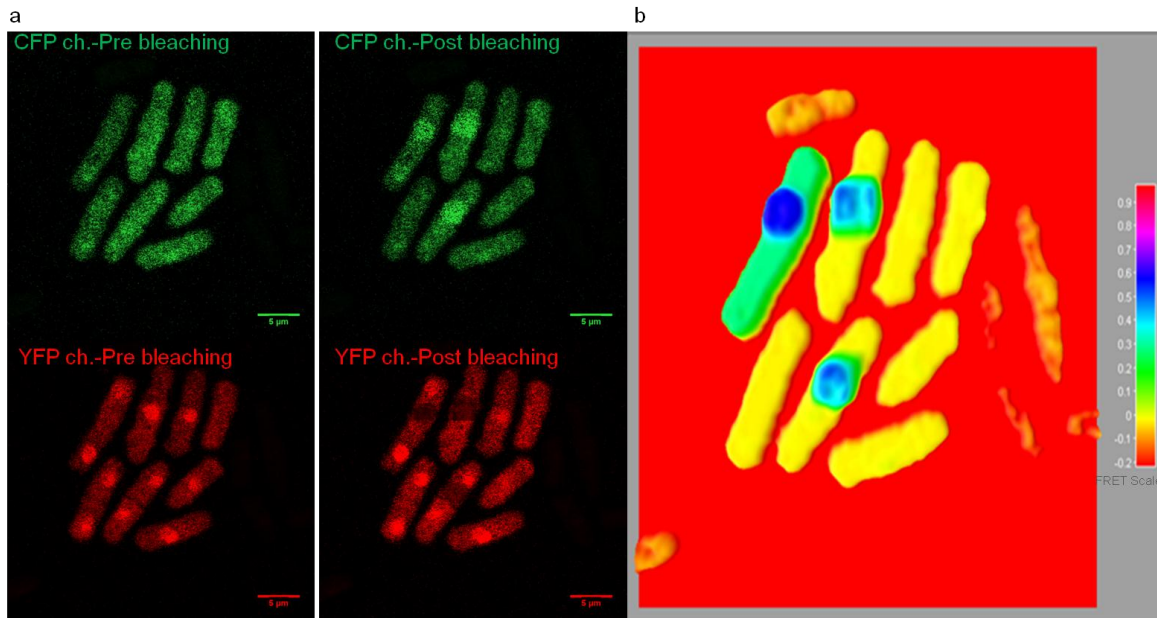 a
b
CFP ch.-Pre bleaching
CFP ch.-Post bleaching
5 µm
5 µm
YFP ch.-Pre bleaching
YFP ch.-Post bleaching
5 µm
5 µm
0.9
0.8
0.7
0.6
0.5
0.4
0.3
0.2
0.1
0
-0.1
-0.2
FRET Scale